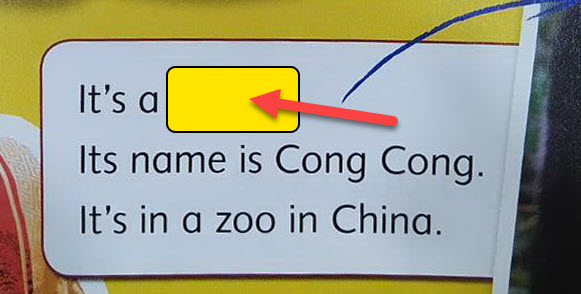 It's a
Its name is Cong Cong.
It's in a zoo in China.